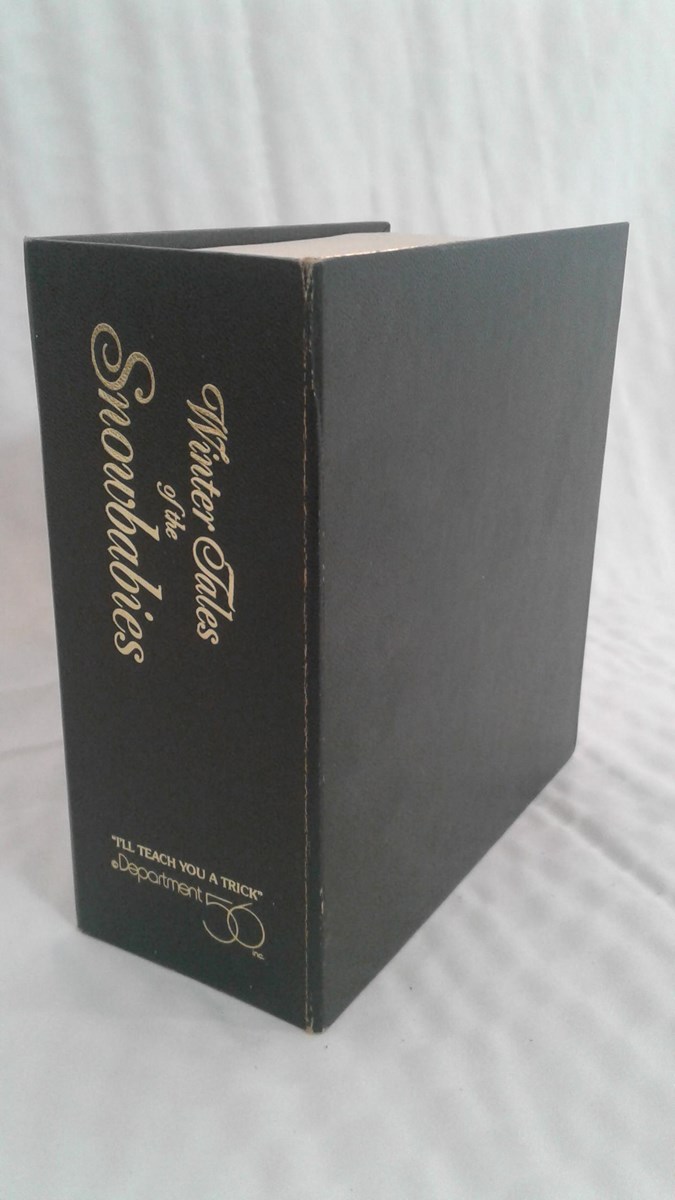 Winter Tales
of the
Snowbabies
"I'LL TEACH YOU A TRICK"
©Department 56
inc.